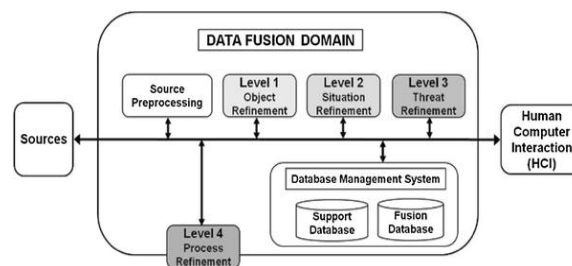 DATA FUSION DOMAIN
Source
Preprocessing
Level 1
Object
Refinement
Level 2
Situation
Refinement
Level 3
Threat
Refinement
Sources
Human
Computer
Interaction
(HCI)
Database Management System
Support
Database
Fusion
Database
Level 4
Process
Refinement